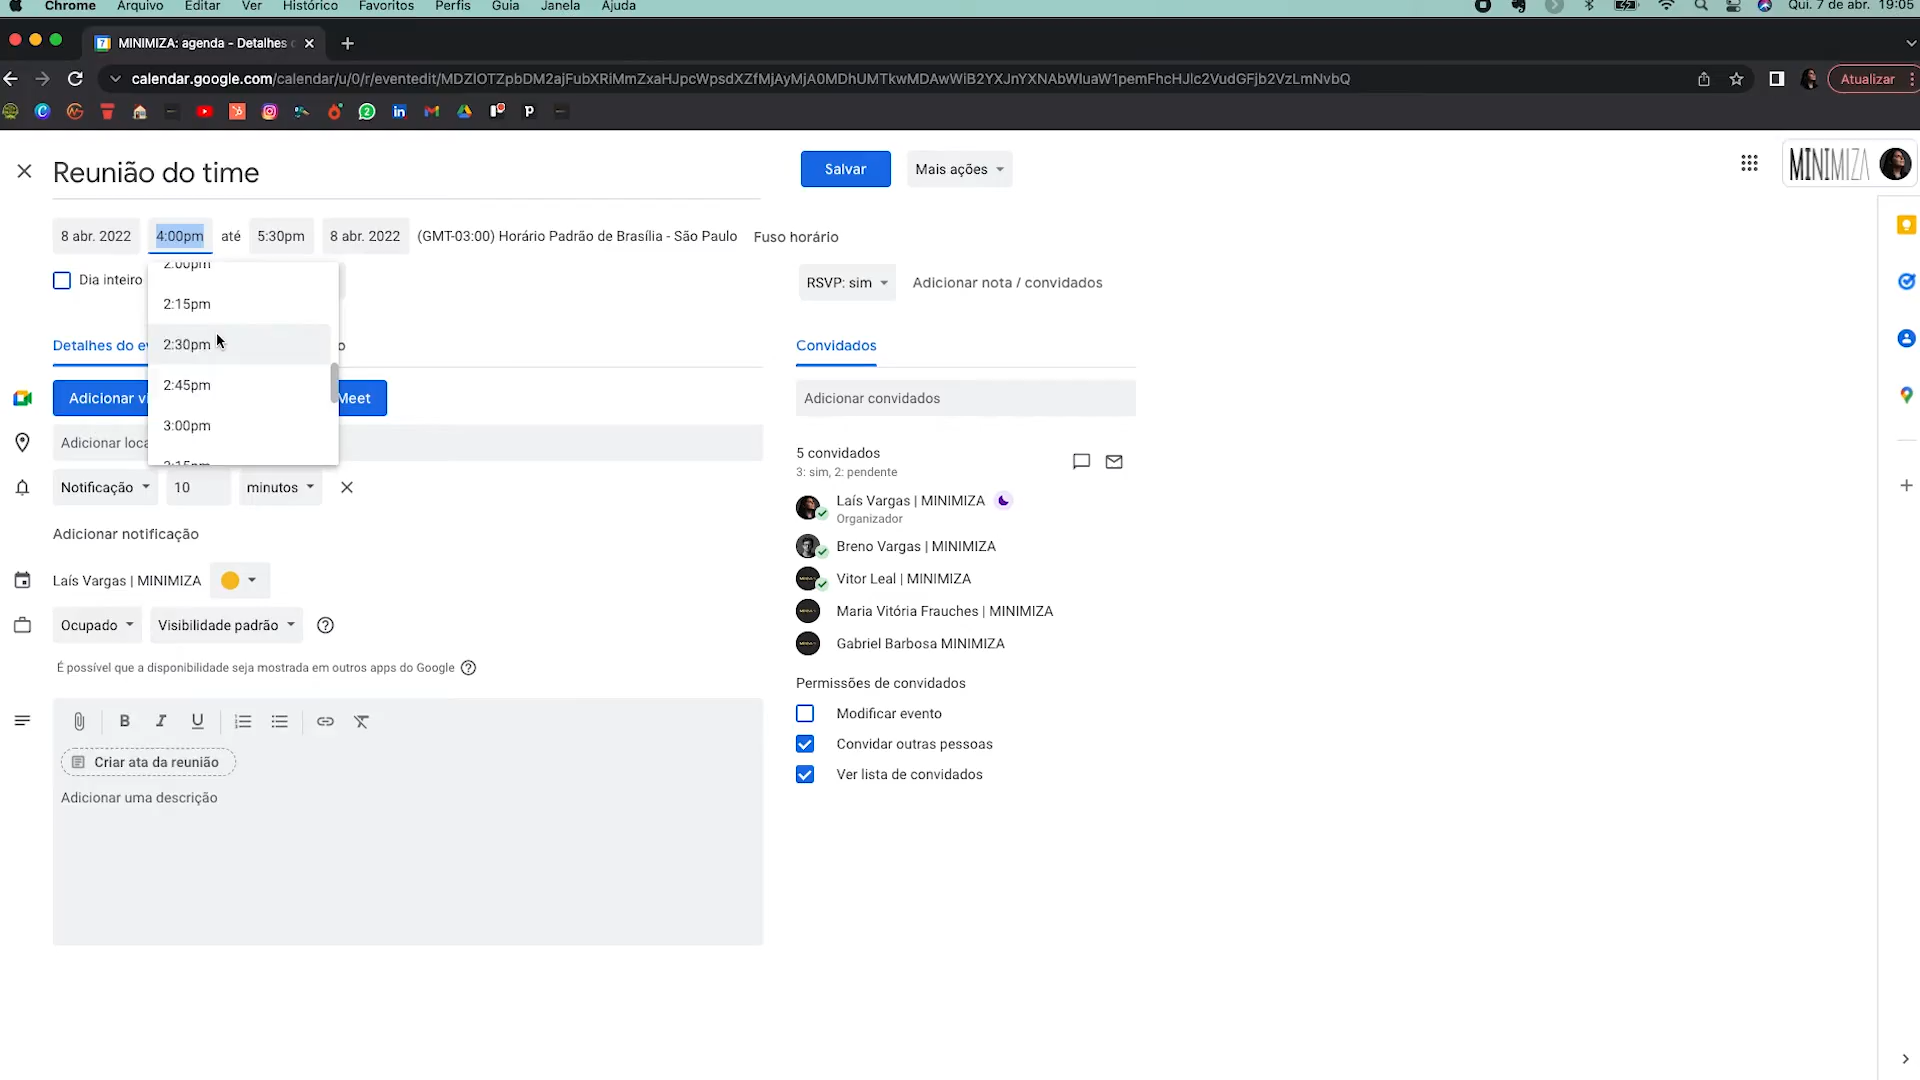 Chrome Arquivo Editar Ver Histórico Favoritos Perfis Guia Janela Ajuda Qui. 7 de abr. 19:05
MINIMIZA: agenda - Detalhes
calendar.google.com/calendar/u/0/r/eventedit/
Atualizar
Reunião do time
Salvar
Mais ações
MINIMIZA
8 abr. 2022 4:00pm até 5:30pm 8 abr. 2022 (GMT-03:00) Horário Padrão de Brasília - São Paulo Fuso horário
2:00pm
Dia inteiro
RSVP: sim
Adicionar nota / convidados
2:15pm
2:30pm
Detalhes do ev
o
Convidados
2:45pm
Adicionar vi
Meet
Adicionar convidados
3:00pm
Adicionar loca
3:15pm
Notificação 10 minutos
5 convidados
3: sim, 2: pendente
Laís Vargas | MINIMIZA
Organizador
Breno Vargas | MINIMIZA
Vitor Leal | MINIMIZA
Maria Vitória Frauches | MINIMIZA
Gabriel Barbosa MINIMIZA
Adicionar notificação
Laís Vargas | MINIMIZA
Ocupado Visibilidade padrão
É possível que a disponibilidade seja mostrada em outros apps do Google
Permissões de convidados
Modificar evento
Convidar outras pessoas
Ver lista de convidados
B I U
Criar ata da reunião
Adicionar uma descrição